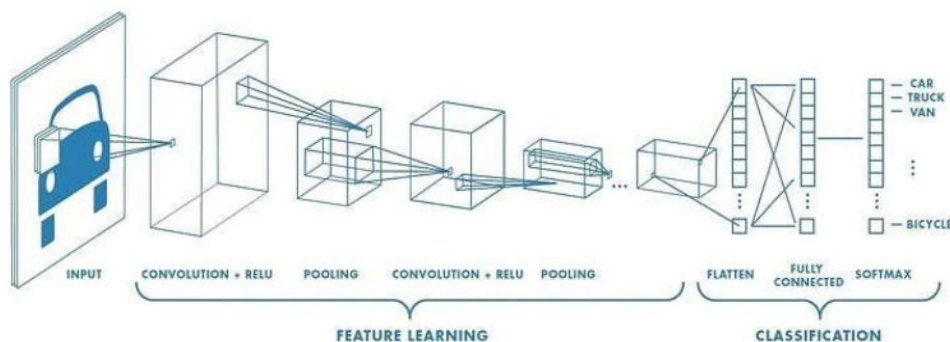 CAR
TRUCK
VAN
BICYCLE
INPUT
CONVOLUTION + RELU
POOLING
CONVOLUTION + RELU
POOLING
FLATTEN
FULLY
CONNECTED
SOFTMAX
FEATURE LEARNING
CLASSIFICATION